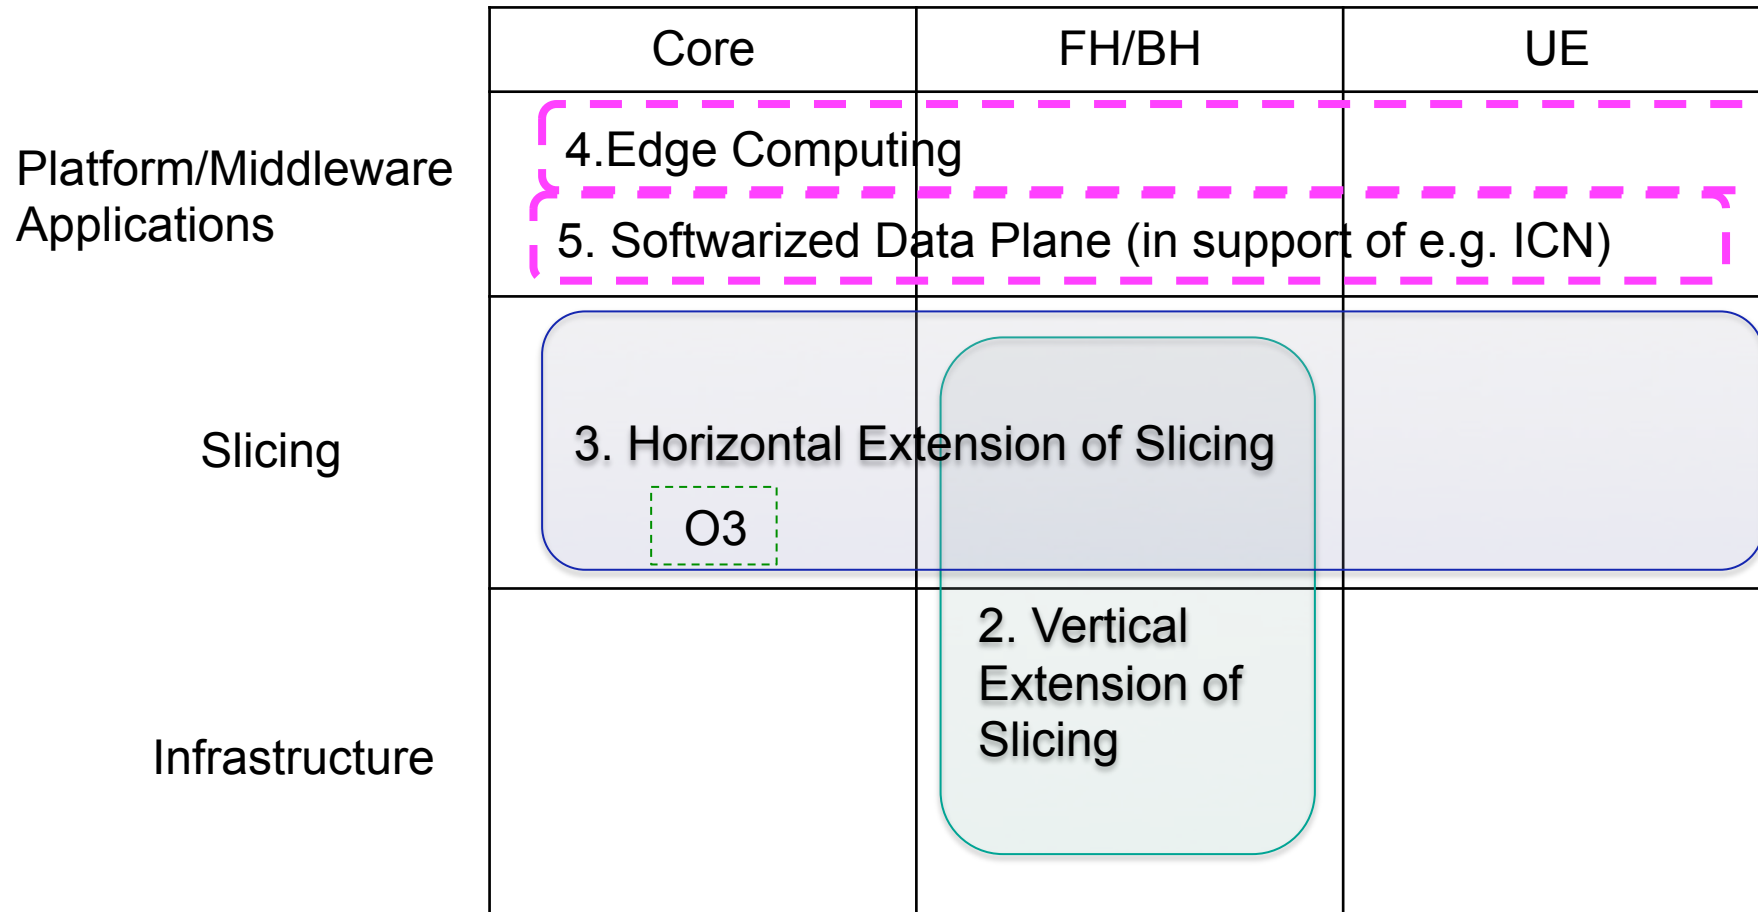 Core
FH/BH
UE
Platform/Middleware
Applications
4.Edge Computing
5. Softwarized Data Plane (in support of e.g. ICN)
Slicing
3. Horizontal Extension of Slicing
O3
Infrastructure
2. Vertical
Extension of
Slicing